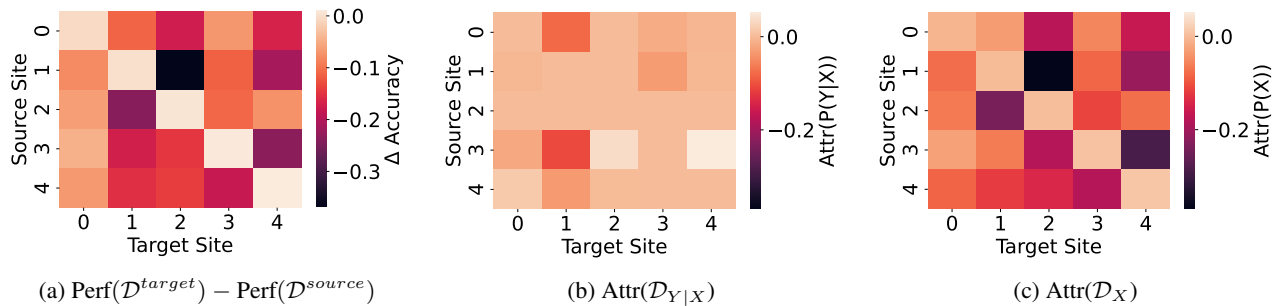 Source Site
0
1
2
3
4
0 1 2 3 4
Target Site
0.0
−0.1
−0.2
−0.3
Δ Accuracy
(a) Perf(𝒟^{target}) − Perf(𝒟^{source})
Source Site
0
1
2
3
4
0 1 2 3 4
Target Site
0.0
−0.2
Attr(P(Y|X))
(b) Attr(𝒟_{Y|X})
Source Site
0
1
2
3
4
0 1 2 3 4
Target Site
0.0
−0.2
Attr(P(X))
(c) Attr(𝒟_X)